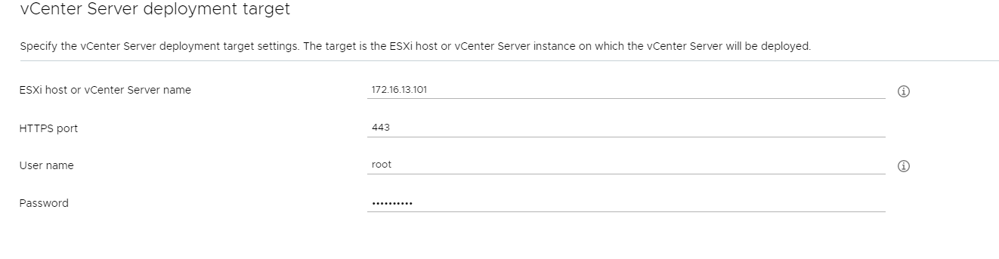 vCenter Server deployment target
Specify the vCenter Server deployment target settings. The target is the ESXi host or vCenter Server instance on which the vCenter Server will be deployed.
ESXi host or vCenter Server name 172.16.13.101
HTTPS port 443
User name root
Password ••••••••••